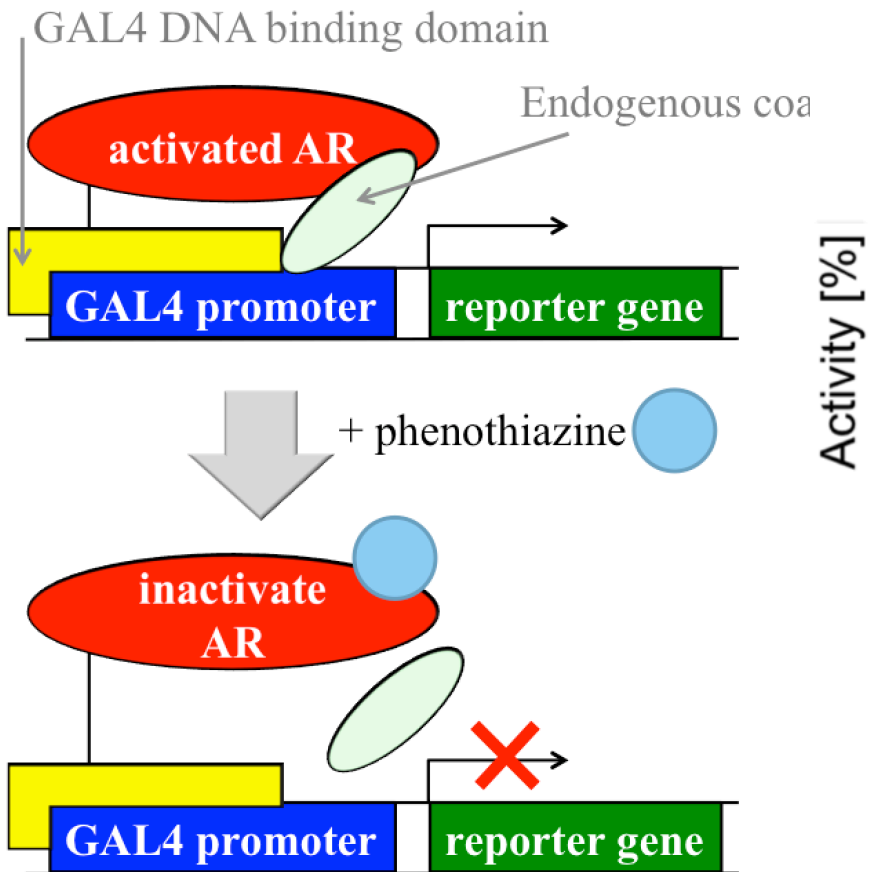 GAL4 DNA binding domain
Endogenous coa
activated AR
GAL4 promoter
reporter gene
Activity [%]
+ phenothiazine
inactivate
AR
GAL4 promoter
reporter gene